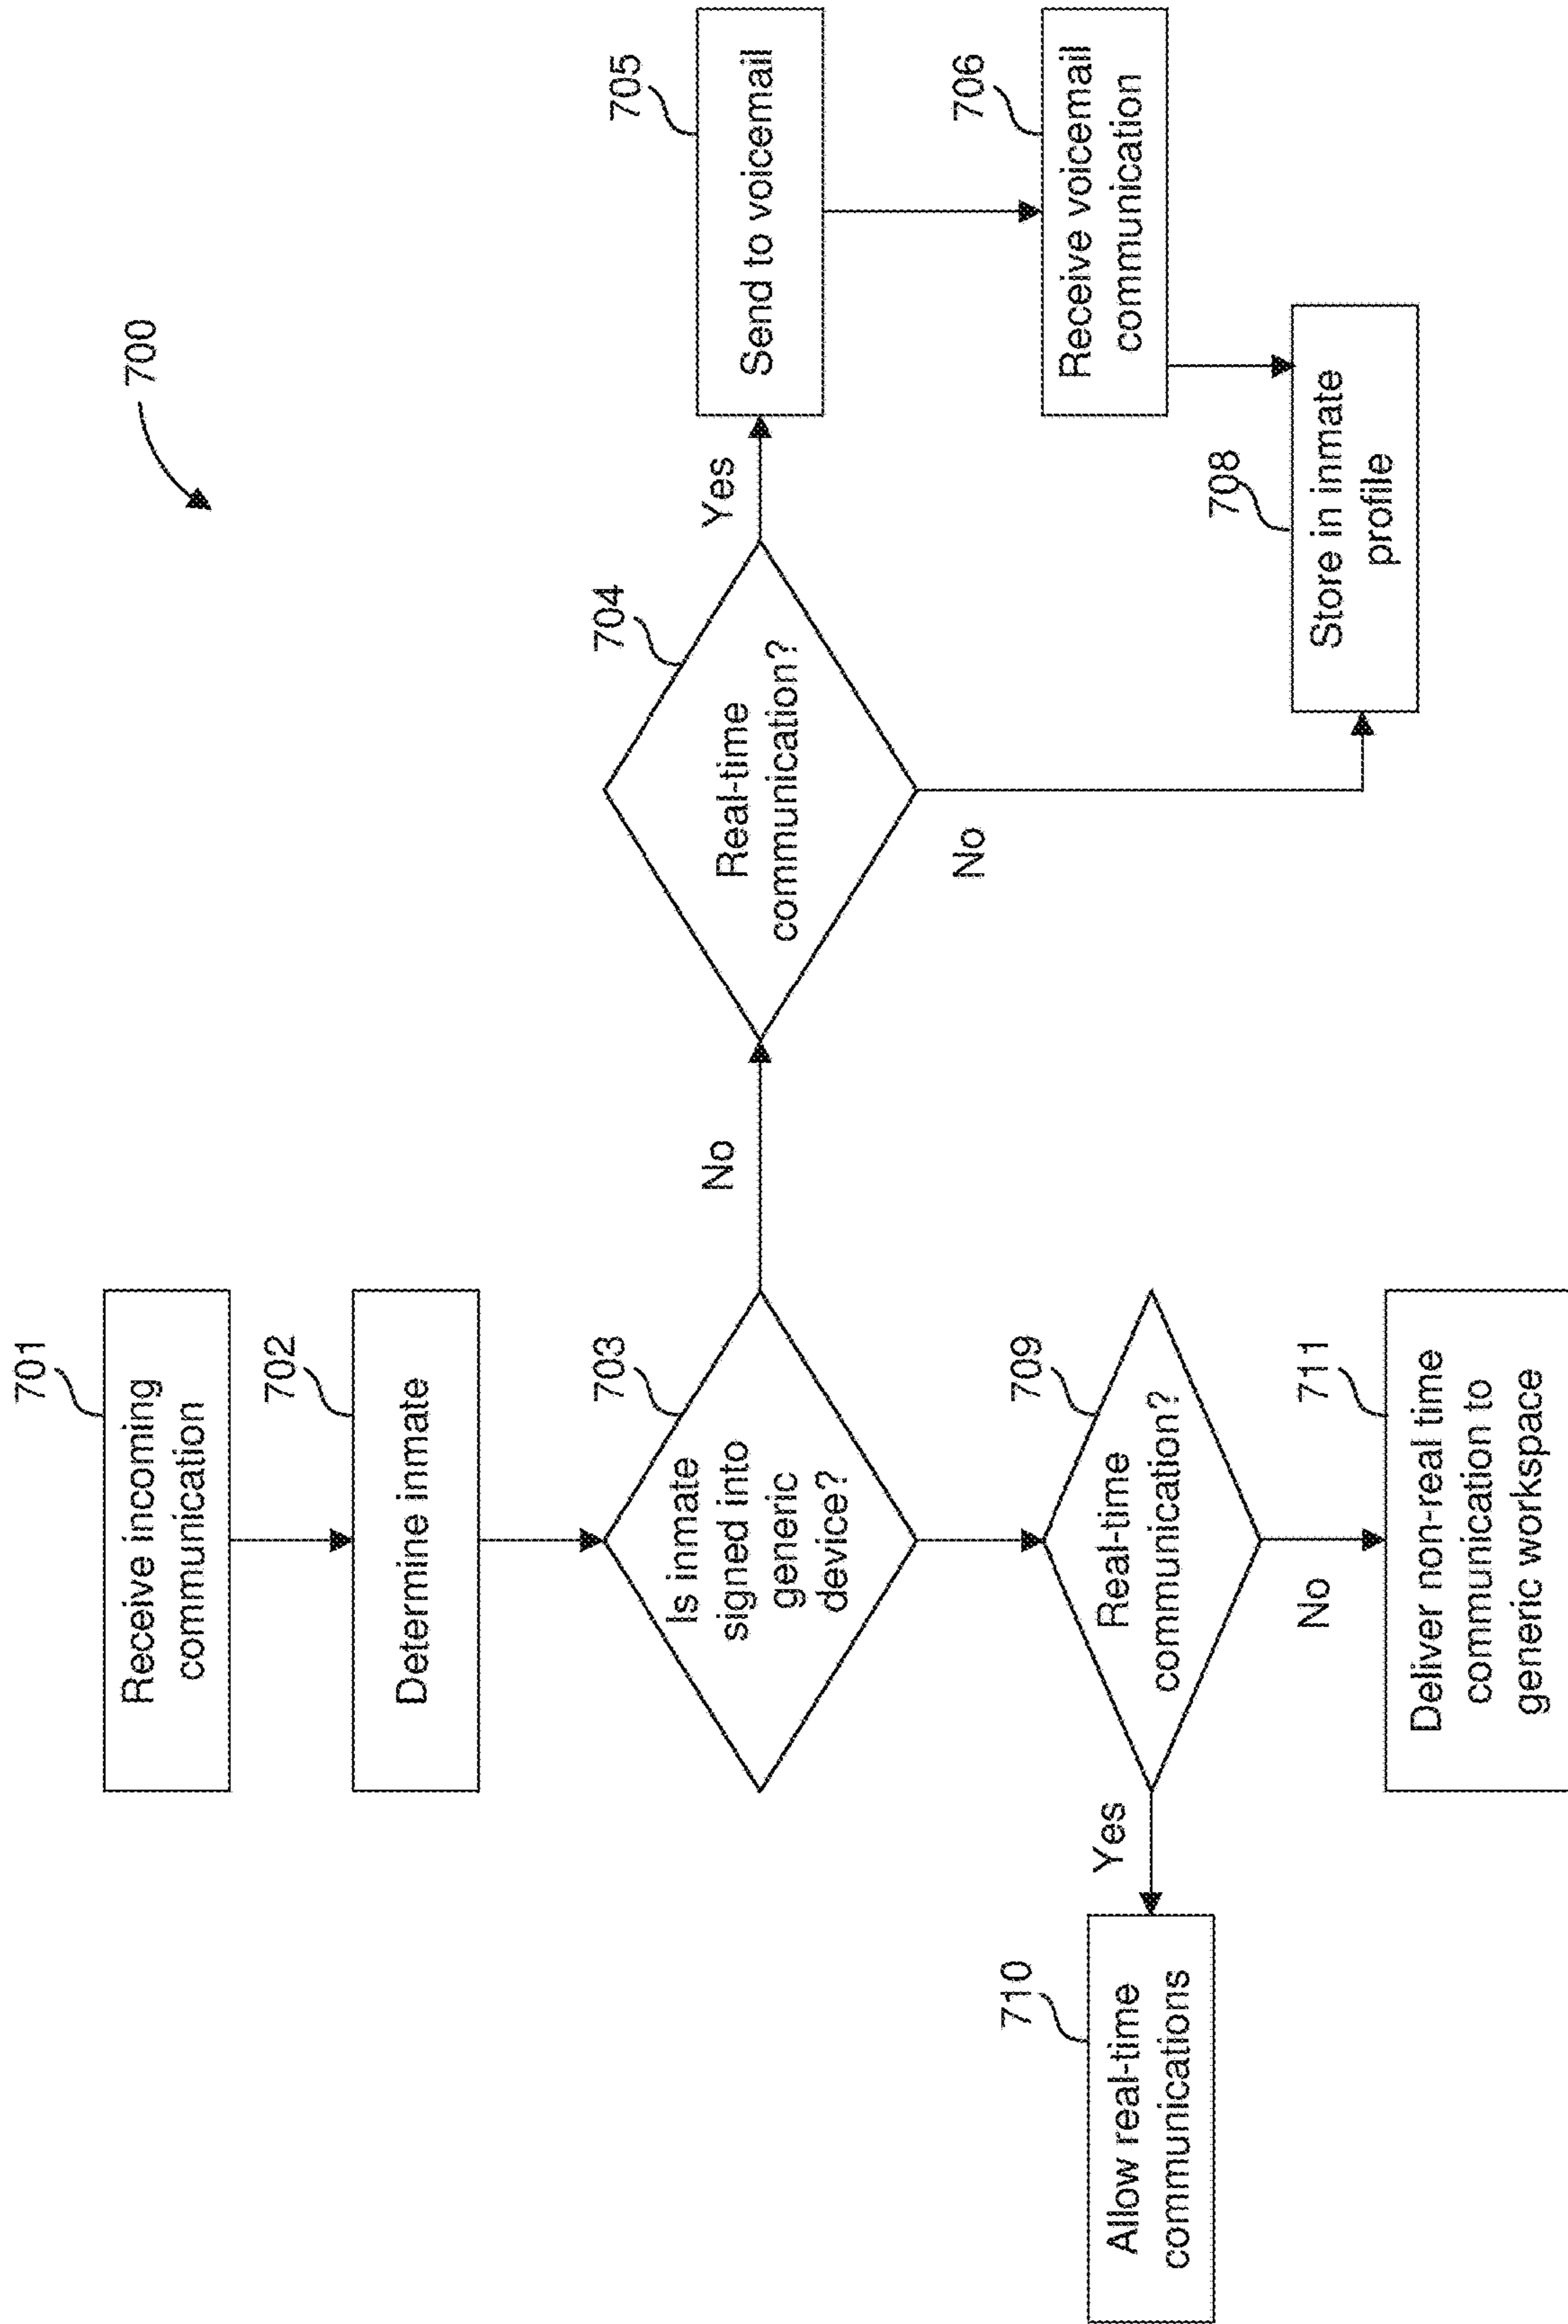 700
701
Receive incoming
communication
702
Determine inmate
703
Is inmate
signed into
generic
device?
No
704
Real-time
communication?
Yes
705
Send to voicemail
706
Receive voicemail
communication
No
708
Store in inmate
profile
709
Real-time
communication?
Yes
710
Allow real-time
communications
No
711
Deliver non-real time
communication to
generic workspace